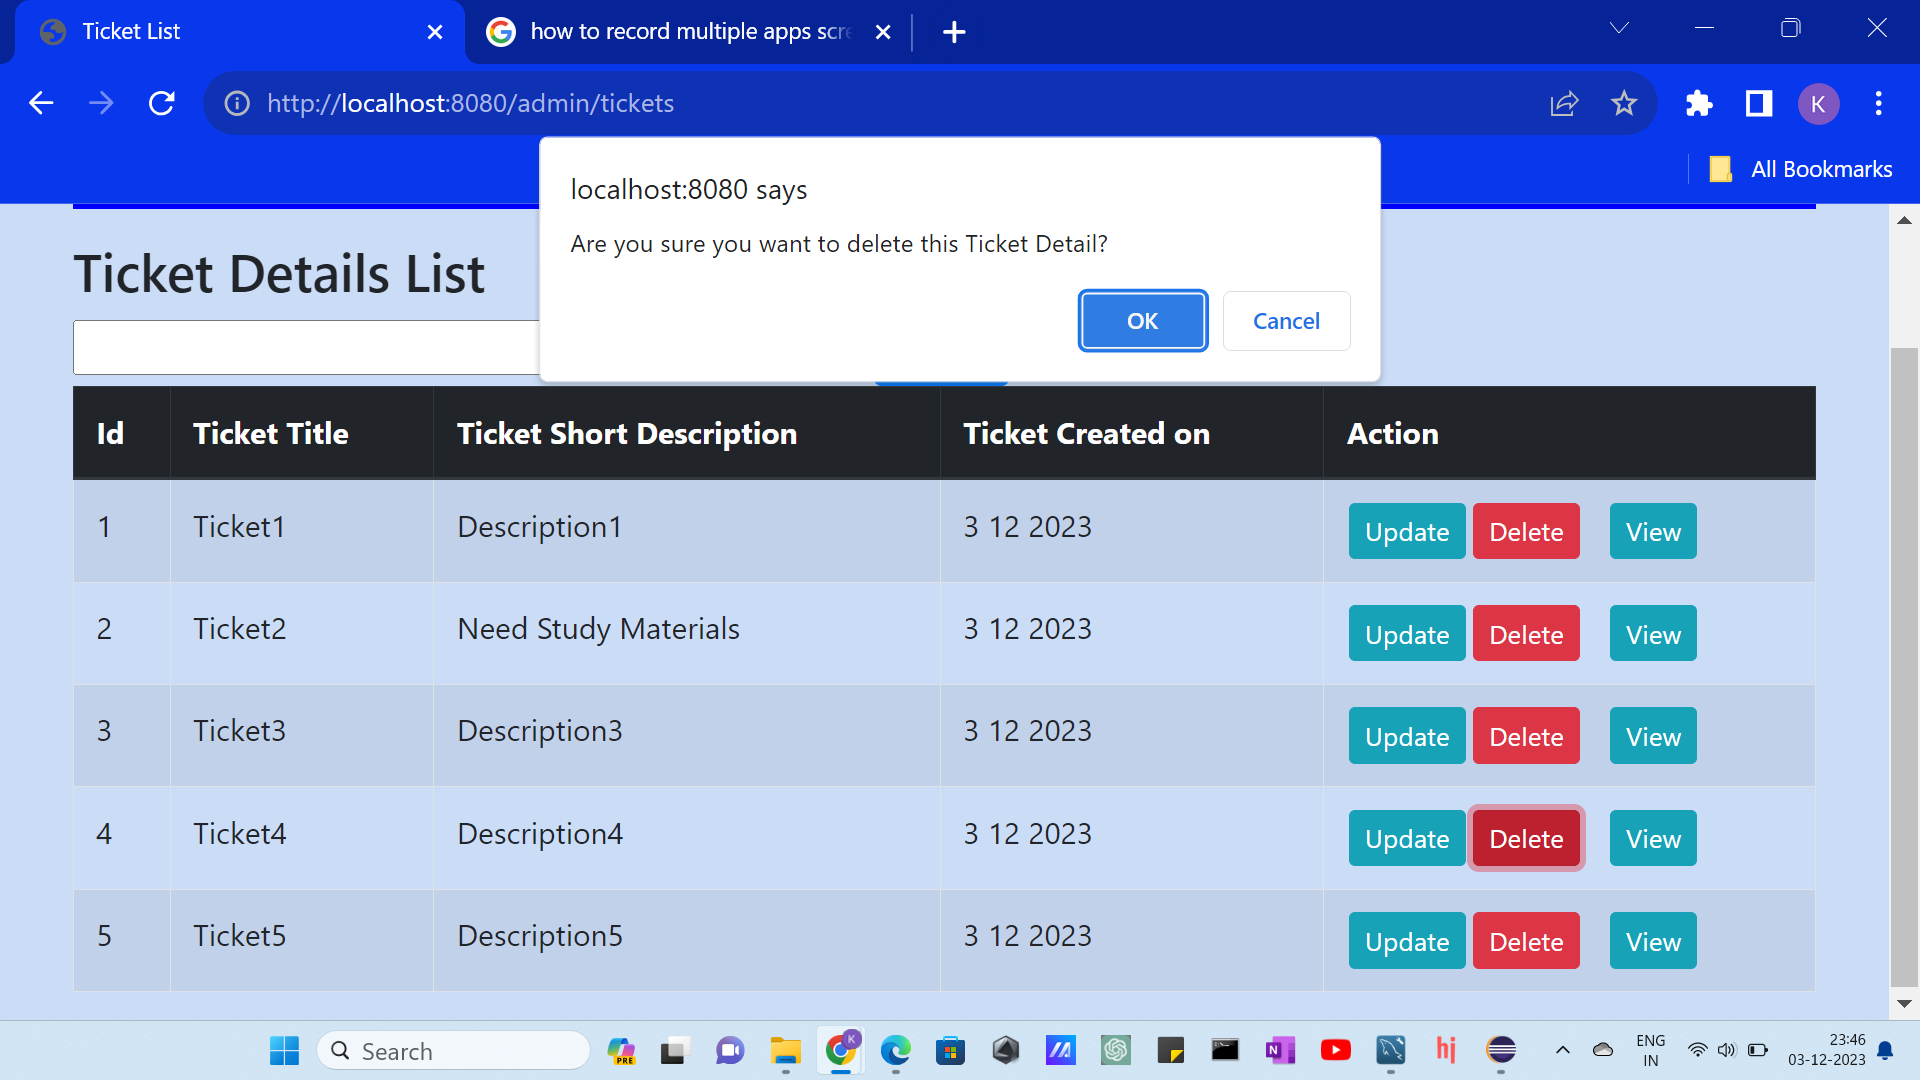 Ticket List
how to record multiple apps scre
http://localhost:8080/admin/tickets
K
All Bookmarks
localhost:8080 says
Are you sure you want to delete this Ticket Detail?
OK Cancel
Ticket Details List
Id Ticket Title Ticket Short Description Ticket Created on Action
1 Ticket1 Description1 3 12 2023 Update Delete View
2 Ticket2 Need Study Materials 3 12 2023 Update Delete View
3 Ticket3 Description3 3 12 2023 Update Delete View
4 Ticket4 Description4 3 12 2023 Update Delete View
5 Ticket5 Description5 3 12 2023 Update Delete View
Search
PRE
K
N
hj
ENG
IN
23:46
03-12-2023